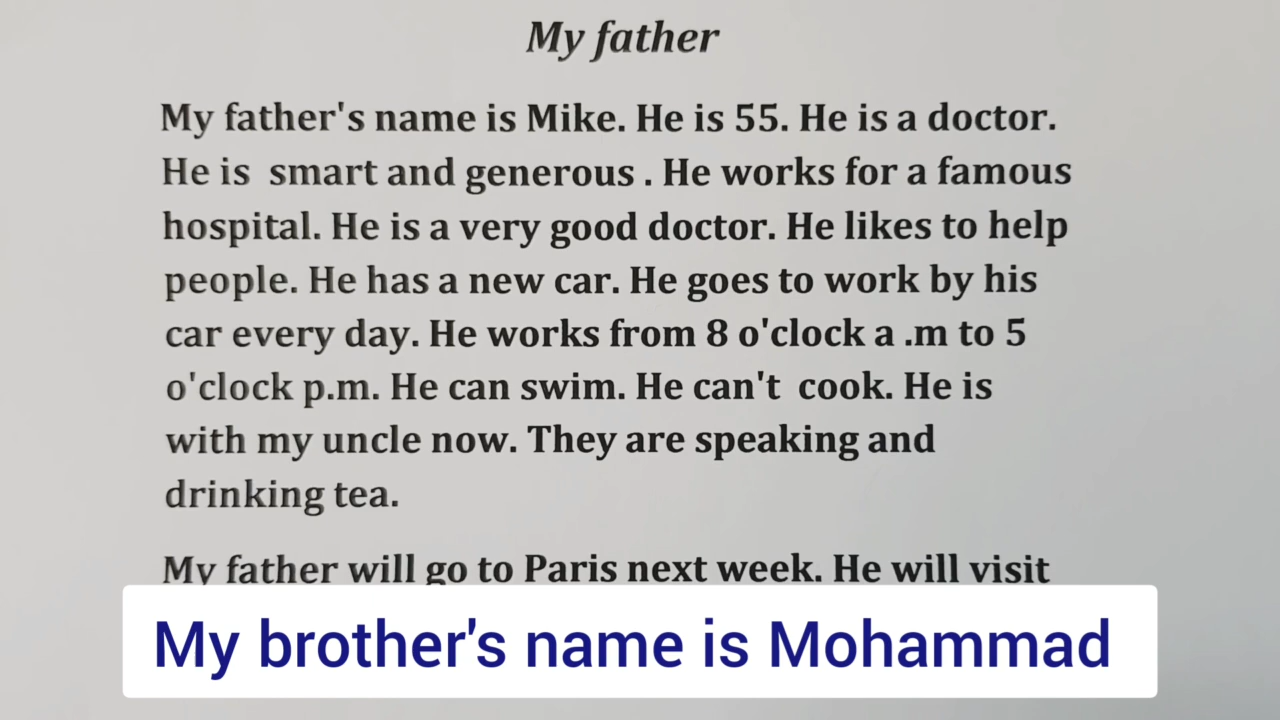 My father
My father's name is Mike. He is 55. He is a doctor.
He is  smart and generous . He works for a famous
hospital. He is a very good doctor. He likes to help
people. He has a new car. He goes to work by his
car every day. He works from 8 o'clock a .m to 5
o'clock p.m. He can swim. He can't  cook. He is
with my uncle now. They are speaking and
drinking tea.
My father will go to Paris next week. He will visit
My brother's name is Mohammad